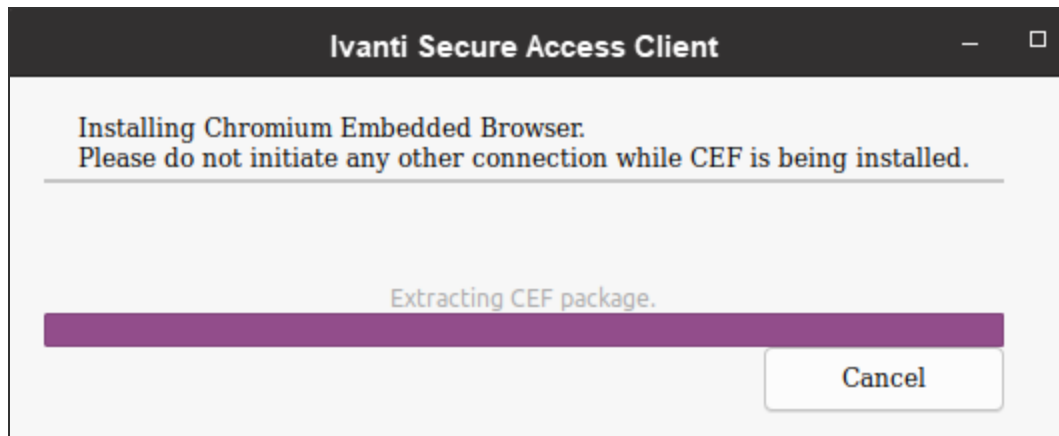 Ivanti Secure Access Client
Installing Chromium Embedded Browser.
Please do not initiate any other connection while CEF is being installed.
Extracting CEF package.
Cancel